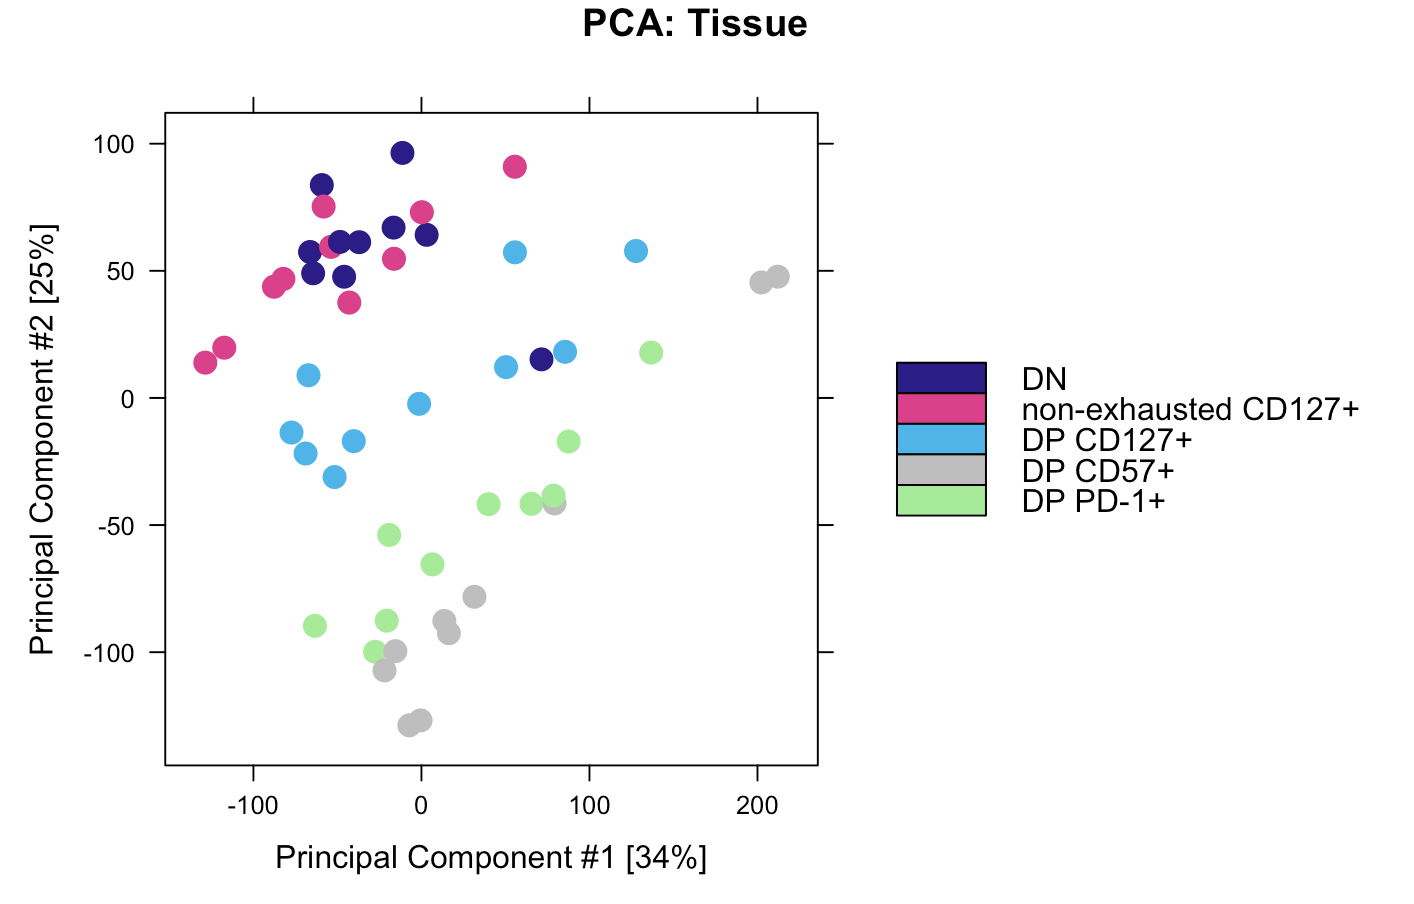 PCA: Tissue
100
50
0
-50
-100
Principal Component #2 [25%]
-100
0
100
200
Principal Component #1 [34%]
DN
non-exhausted CD127+
DP CD127+
DP CD57+
DP PD-1+